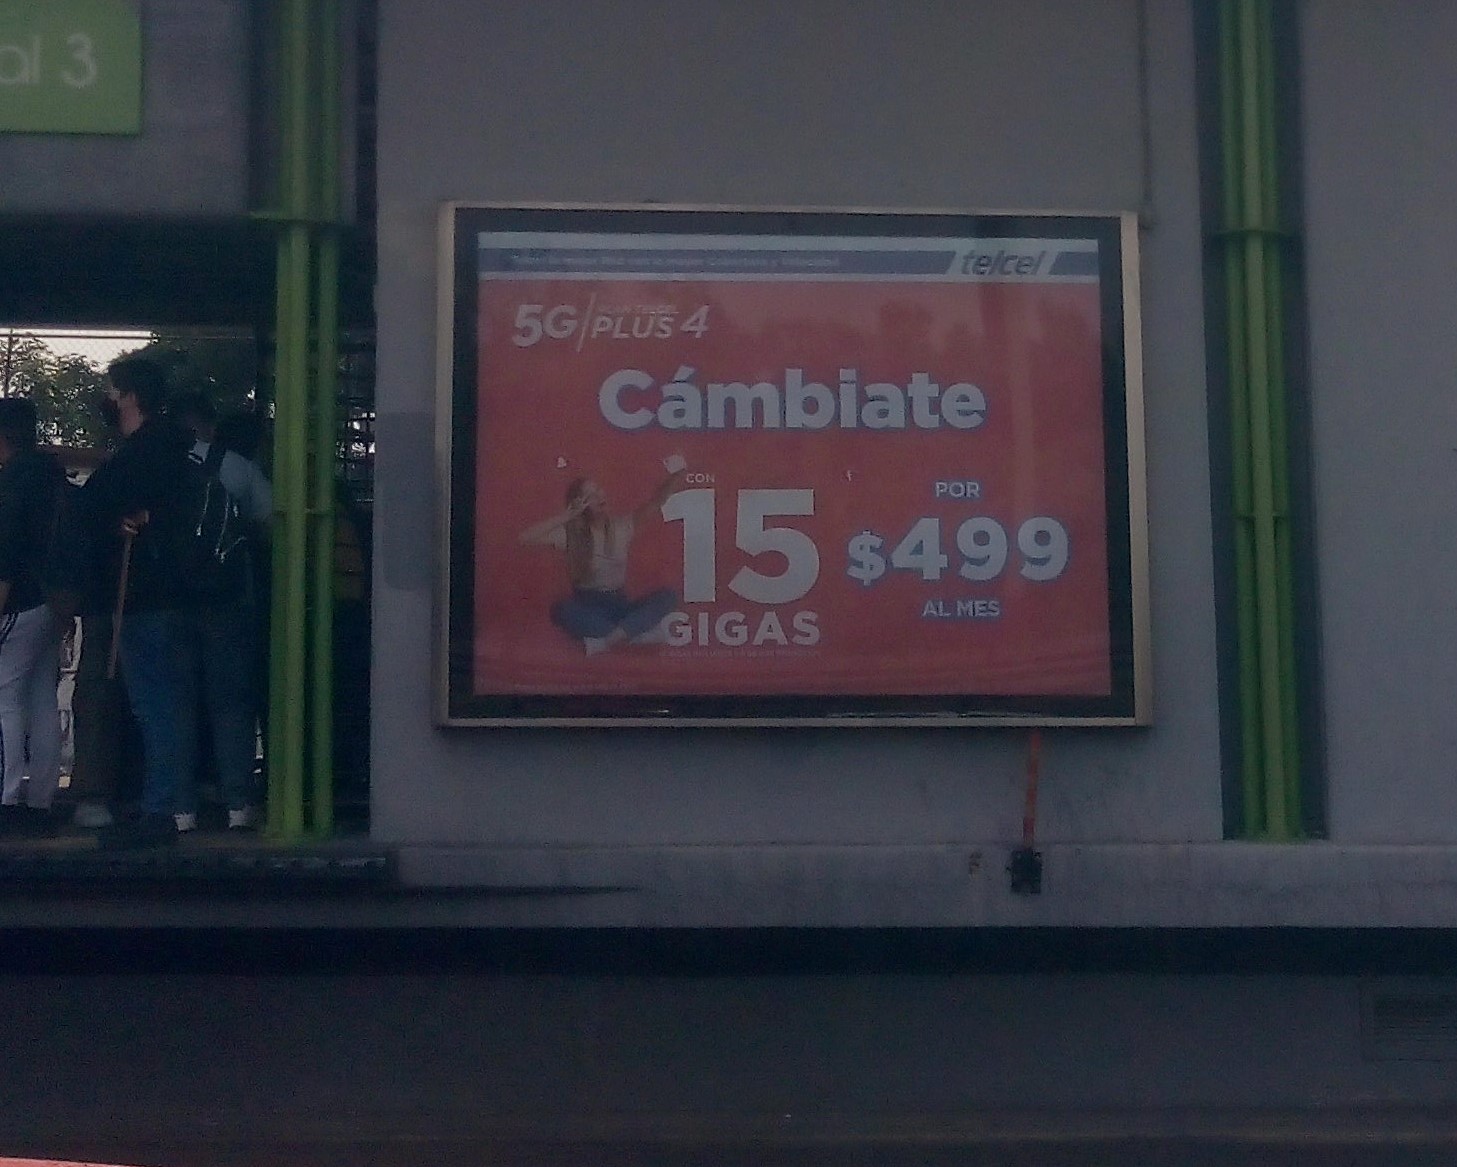 al 3
telcel
5G/PLUS 4
Cámbiate
CON
15
GIGAS
POR
$499
AL MES